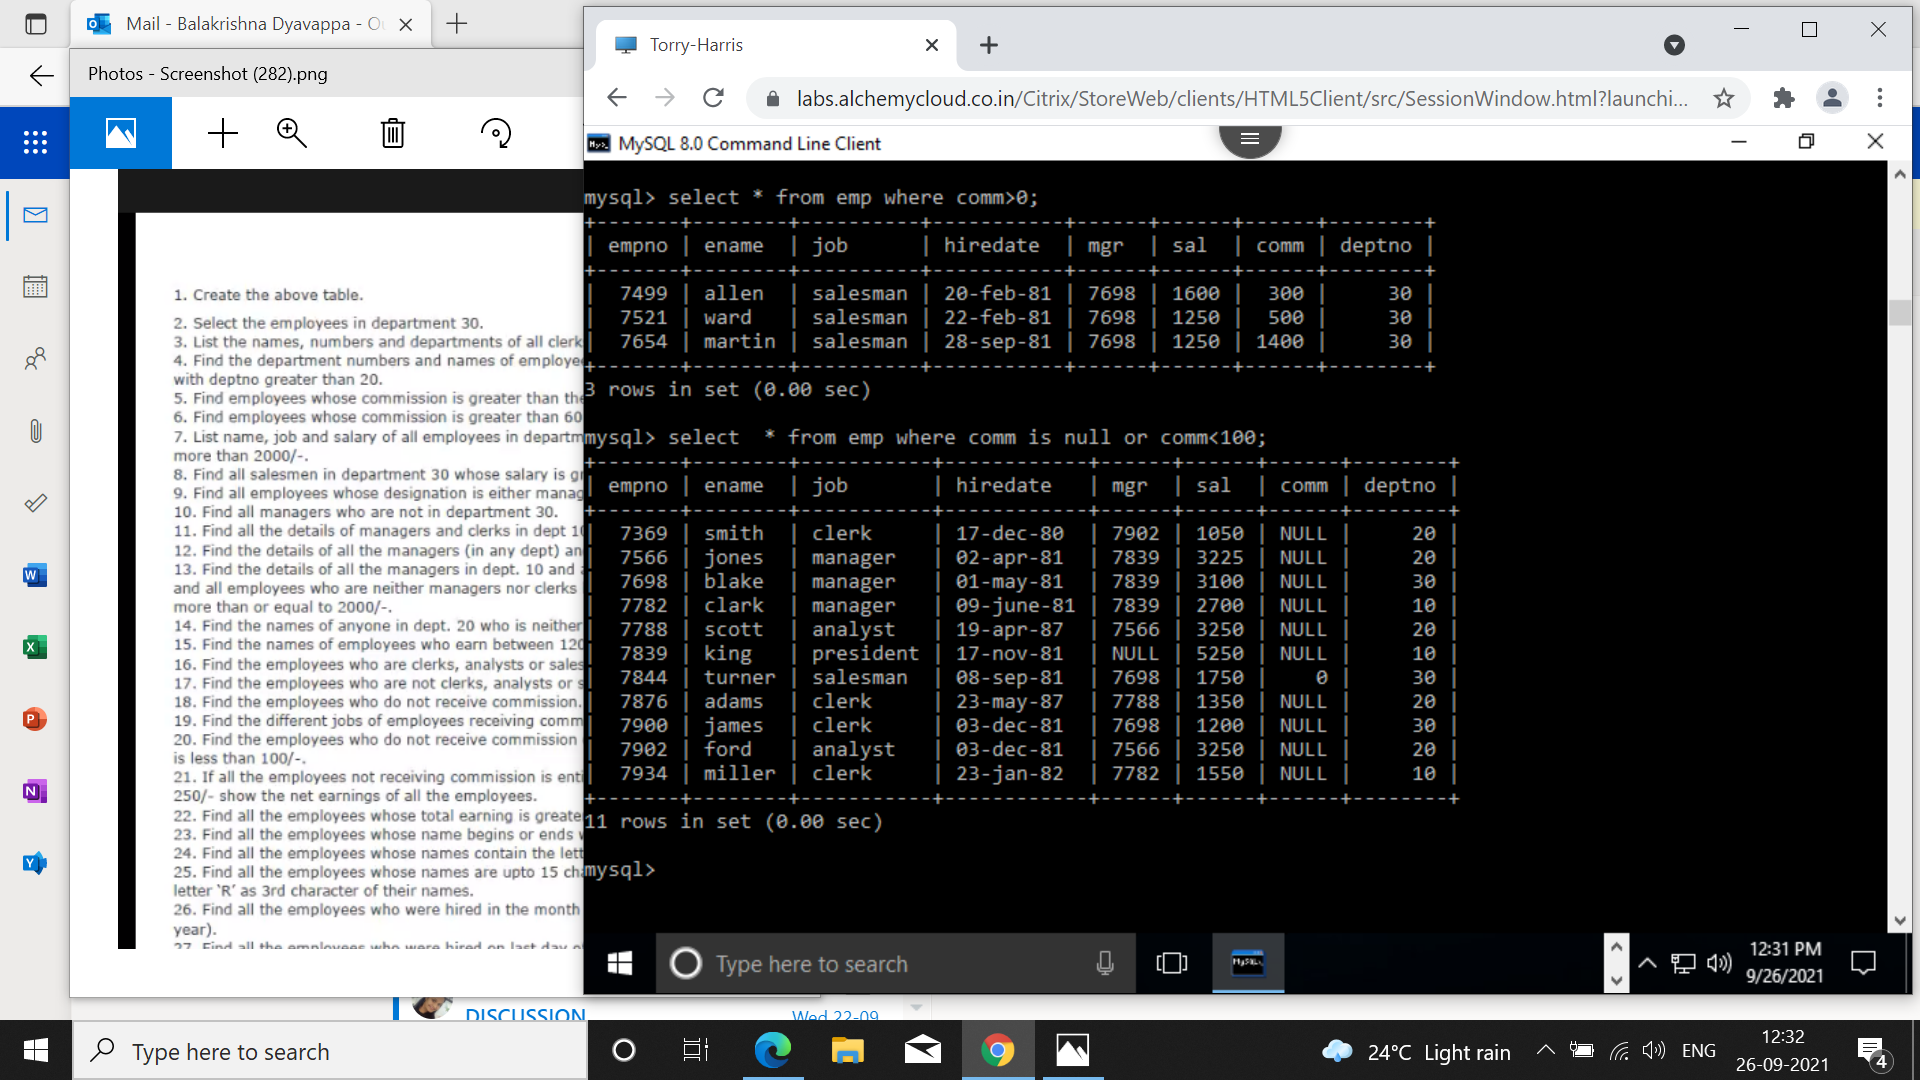 Mail - Balakrishna Dyavappa - Ou
Photos - Screenshot (282).png
1. Create the above table.
2. Select the employees in department 30.
3. List the names, numbers and departments of all clerk
4. Find the department numbers and names of employe
with deptno greater than 20.
5. Find employees whose commission is greater than the
6. Find employees whose commission is greater than 60
7. List name, job and salary of all employees in departm
more than 2000/-.
8. Find all salesmen in department 30 whose salary is gr
9. Find all employees whose designation is either manag
10. Find all managers who are not in department 30.
11. Find all the details of managers and clerks in dept 10
12. Find the details of all the managers (in any dept) an
13. Find the details of all the managers in dept. 10 and a
and all employees who are neither managers nor clerks
more than or equal to 2000/-.
14. Find the names of anyone in dept. 20 who is neither
15. Find the names of employees who earn between 120
16. Find the employees who are clerks, analysts or sales
17. Find the employees who are not clerks, analysts or s
18. Find the employees who do not receive commission.
19. Find the different jobs of employees receiving comm
20. Find the employees who do not receive commission
is less than 100/-.
21. If all the employees not receiving commission is enti
250/- show the net earnings of all the employees.
22. Find all the employees whose total earning is greate
23. Find all the employees whose name begins or ends w
24. Find all the employees whose names contain the lett
25. Find all the employees whose names are upto 15 cha
letter 'R' as 3rd character of their names.
26. Find all the employees who were hired in the month
year).
27. Find all the employees who were hired on last day o
DISCUSSION
Wed 22-09
Torry-Harris
labs.alchemycloud.co.in/Citrix/StoreWeb/clients/HTML5Client/src/SessionWindow.html?launchi...
MySQL 8.0 Command Line Client
mysql> select * from emp where comm>0;
+-------+--------+----------+------------+------+------+------+--------+
| empno | ename | job | hiredate | mgr | sal | comm | deptno |
+-------+--------+----------+------------+------+------+------+--------+
| 7499 | allen | salesman | 20-feb-81 | 7698 | 1600 | 300 | 30 |
| 7521 | ward | salesman | 22-feb-81 | 7698 | 1250 | 500 | 30 |
| 7654 | martin | salesman | 28-sep-81 | 7698 | 1250 | 1400 | 30 |
+-------+--------+----------+------------+------+------+------+--------+
3 rows in set (0.00 sec)
mysql> select  * from emp where comm is null or comm<100;
+-------+--------+-----------+------------+------+------+------+--------+
| empno | ename | job | hiredate | mgr | sal | comm | deptno |
+-------+--------+-----------+------------+------+------+------+--------+
| 7369 | smith | clerk | 17-dec-80 | 7902 | 1050 | NULL | 20 |
| 7566 | jones | manager | 02-apr-81 | 7839 | 3225 | NULL | 20 |
| 7698 | blake | manager | 01-may-81 | 7839 | 3100 | NULL | 30 |
| 7782 | clark | manager | 09-june-81 | 7839 | 2700 | NULL | 10 |
| 7788 | scott | analyst | 19-apr-87 | 7566 | 3250 | NULL | 20 |
| 7839 | king | president | 17-nov-81 | NULL | 5250 | NULL | 10 |
| 7844 | turner | salesman | 08-sep-81 | 7698 | 1750 | 0 | 30 |
| 7876 | adams | clerk | 23-may-87 | 7788 | 1350 | NULL | 20 |
| 7900 | james | clerk | 03-dec-81 | 7698 | 1200 | NULL | 30 |
| 7902 | ford | analyst | 03-dec-81 | 7566 | 3250 | NULL | 20 |
| 7934 | miller | clerk | 23-jan-82 | 7782 | 1550 | NULL | 10 |
+-------+--------+-----------+------------+------+------+------+--------+
11 rows in set (0.00 sec)
mysql>
Type here to search
12:31 PM
9/26/2021
Type here to search
24°C Light rain
ENG
12:32
26-09-2021
4